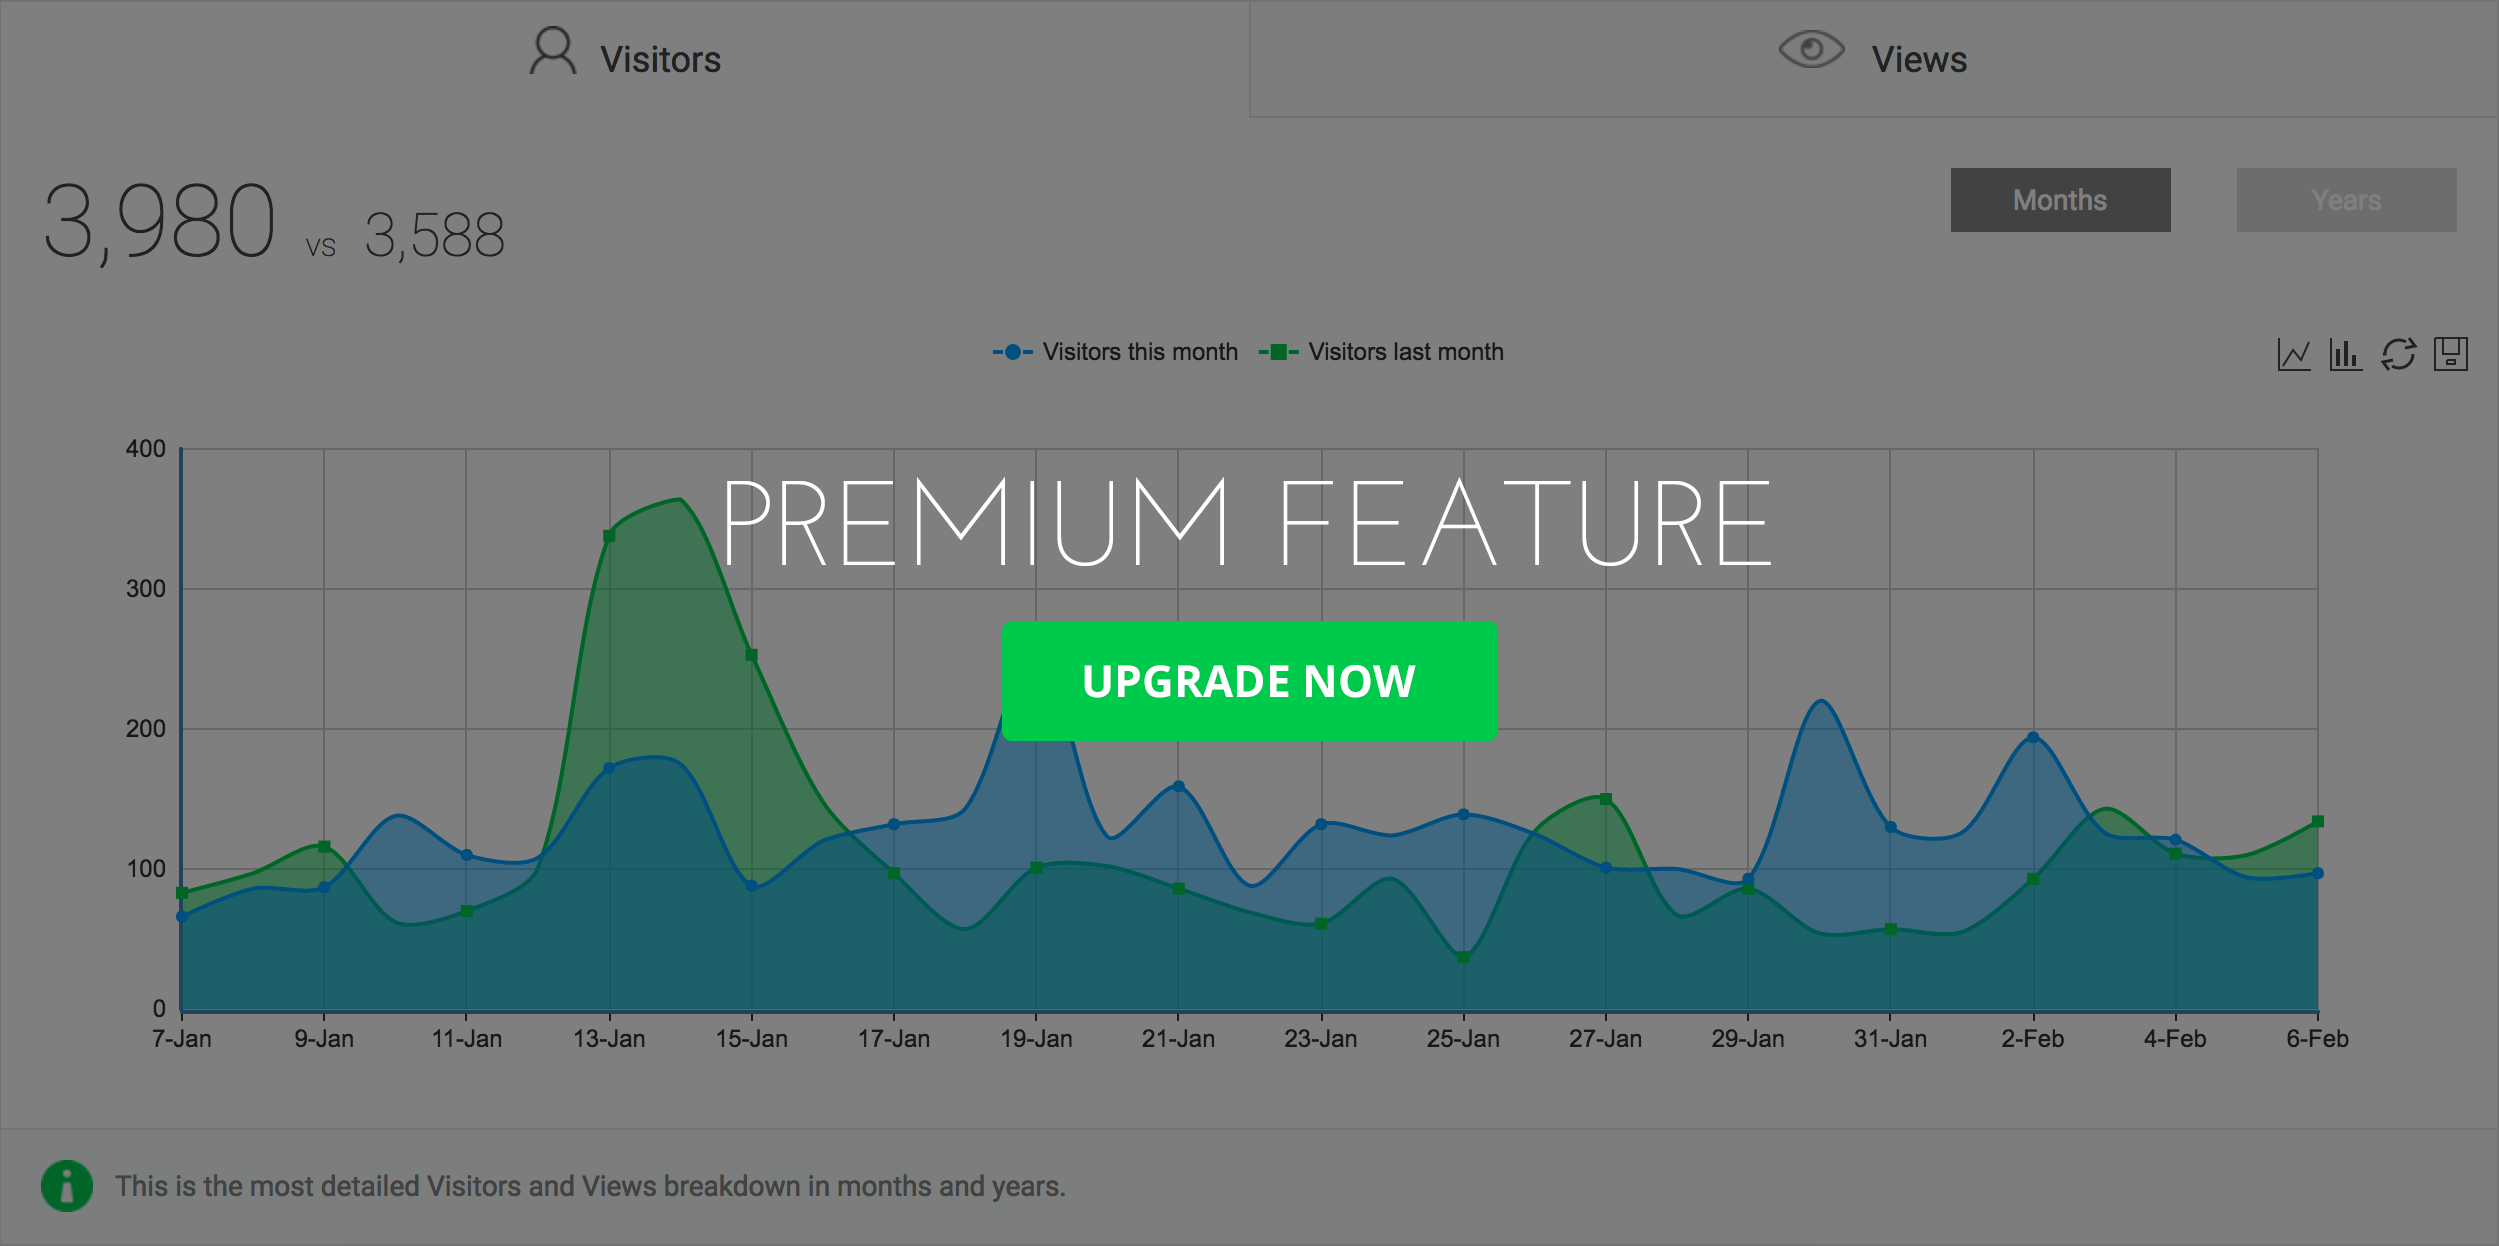 Visitors
Views
3,980 vs 3,588
Months
Years
Visitors this month
Visitors last month
400
PREMIUM FEATURE
300
UPGRADE NOW
200
100
0
7-Jan 9-Jan 11-Jan 13-Jan 15-Jan 17-Jan 19-Jan 21-Jan 23-Jan 25-Jan 27-Jan 29-Jan 31-Jan 2-Feb 4-Feb 6-Feb
This is the most detailed Visitors and Views breakdown in months and years.